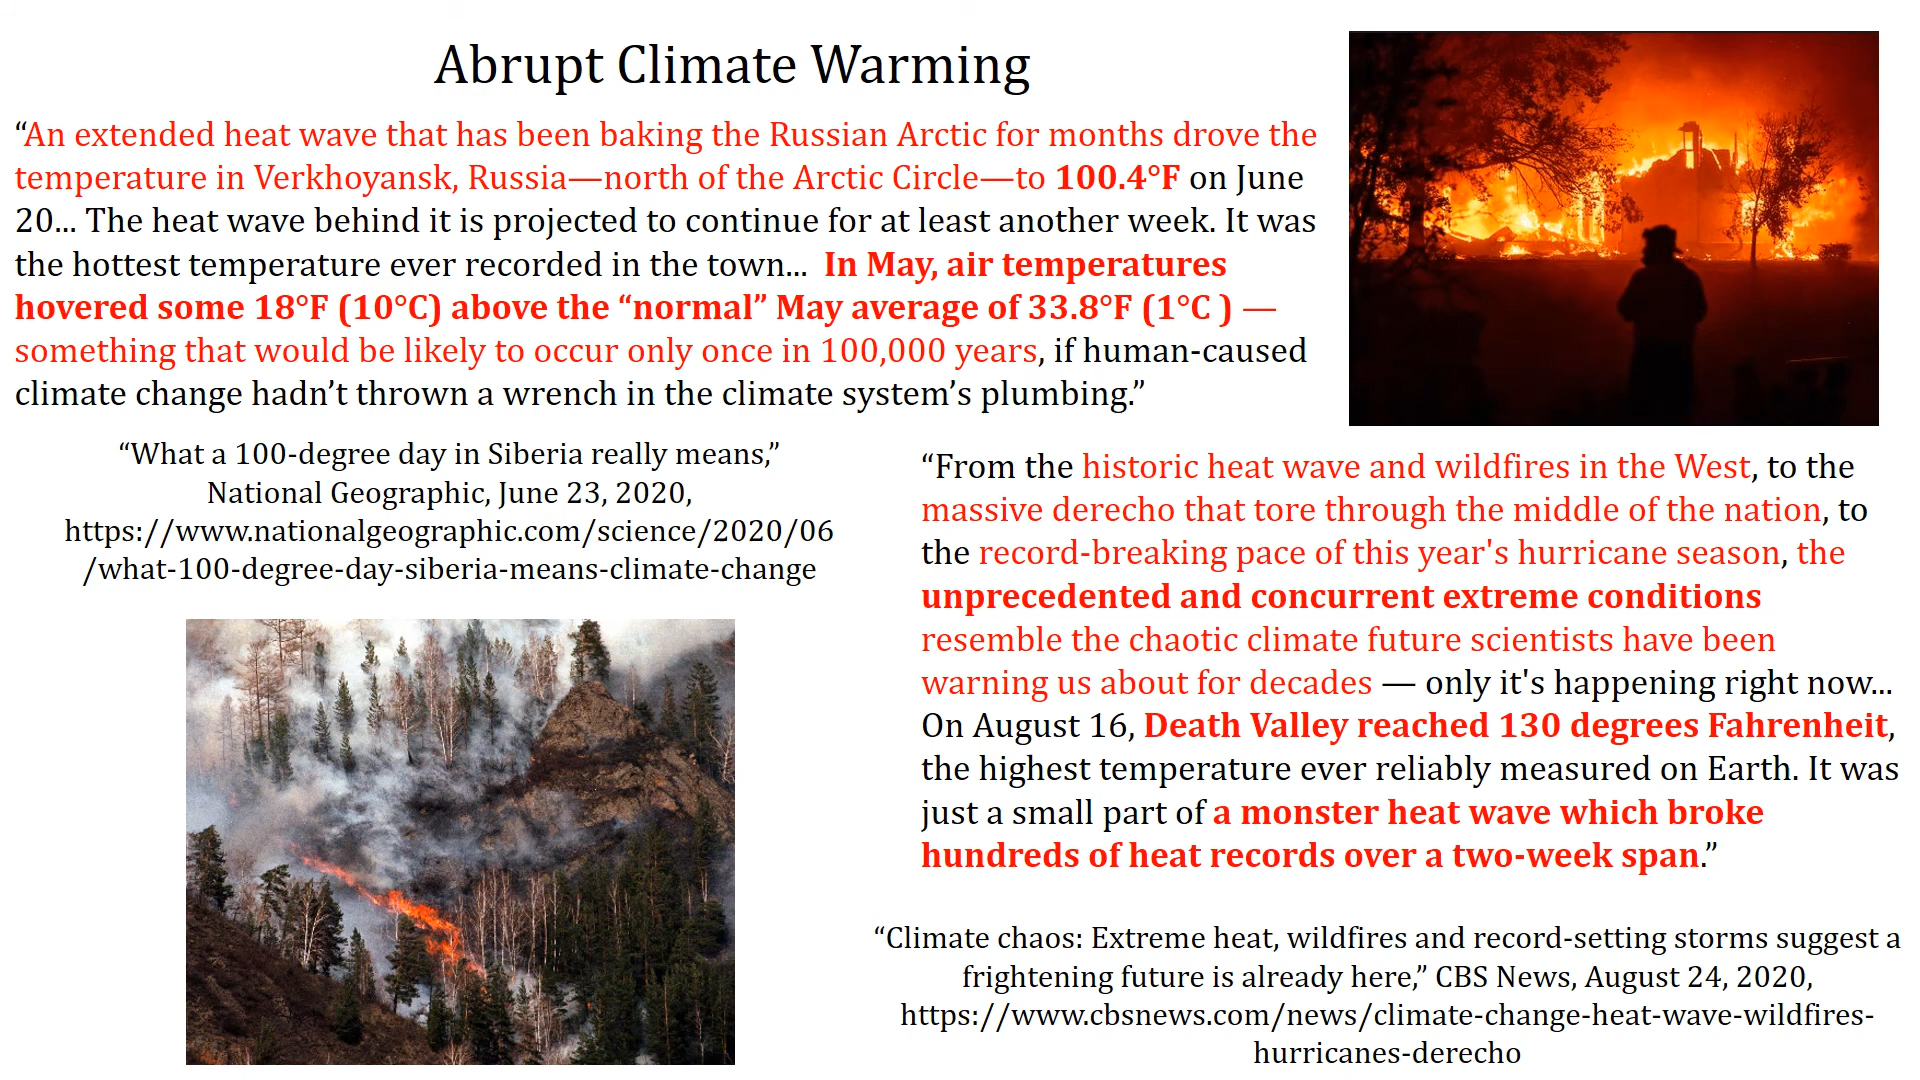 Abrupt Climate Warming
“An extended heat wave that has been baking the Russian Arctic for months drove the
temperature in Verkhoyansk, Russia—north of the Arctic Circle—to 100.4°F on June
20... The heat wave behind it is projected to continue for at least another week. It was
the hottest temperature ever recorded in the town... In May, air temperatures
hovered some 18°F (10°C) above the “normal” May average of 33.8°F (1°C ) —
something that would be likely to occur only once in 100,000 years, if human-caused
climate change hadn’t thrown a wrench in the climate system’s plumbing.”
“What a 100-degree day in Siberia really means,”
National Geographic, June 23, 2020,
https://www.nationalgeographic.com/science/2020/06
/what-100-degree-day-siberia-means-climate-change
“From the historic heat wave and wildfires in the West, to the
massive derecho that tore through the middle of the nation, to
the record-breaking pace of this year's hurricane season, the
unprecedented and concurrent extreme conditions
resemble the chaotic climate future scientists have been
warning us about for decades — only it's happening right now...
On August 16, Death Valley reached 130 degrees Fahrenheit,
the highest temperature ever reliably measured on Earth. It was
just a small part of a monster heat wave which broke
hundreds of heat records over a two-week span.”
“Climate chaos: Extreme heat, wildfires and record-setting storms suggest a
frightening future is already here,” CBS News, August 24, 2020,
https://www.cbsnews.com/news/climate-change-heat-wave-wildfires-
hurricanes-derecho